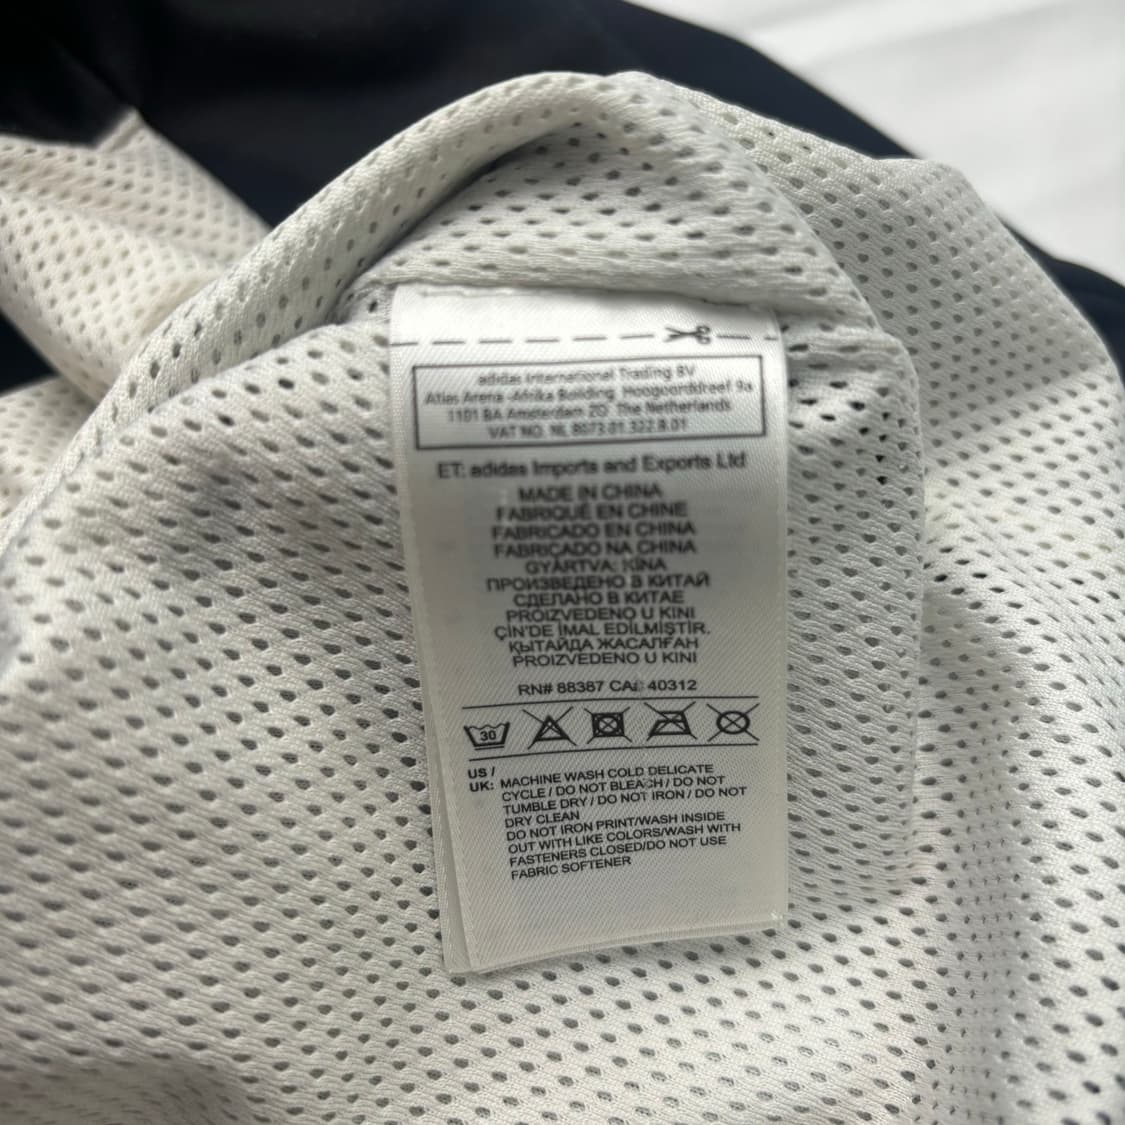 adidas International Trading BV
Atlas Arena -Afrika Building Hoogoorddreef 9a
1101 BA Amsterdam ZO The Netherlands
VAT NO. NL 8073.01.322.B.01
ET: adidas Imports and Exports Ltd
MADE IN CHINA
FABRIQUÉ EN CHINE
FABRICADO EN CHINA
FABRICADO NA CHINA
GYÁRTVA: KÍNA
ПРОИЗВЕДЕНО В КИТАЙ
СДЕЛАНО В КИТАЕ
PROIZVEDENO U KINI
ÇİN'DE İMAL EDİLMİŞTİR.
ҚЫТАЙДА ЖАСАЛҒАН
PROIZVEDENO U KINI
RN# 88387 CA# 40312
30
US /
UK: MACHINE WASH COLD DELICATE
CYCLE / DO NOT BLEACH / DO NOT
TUMBLE DRY / DO NOT IRON / DO NOT
DRY CLEAN
DO NOT IRON PRINT/WASH INSIDE
OUT WITH LIKE COLORS/WASH WITH
FASTENERS CLOSED/DO NOT USE
FABRIC SOFTENER